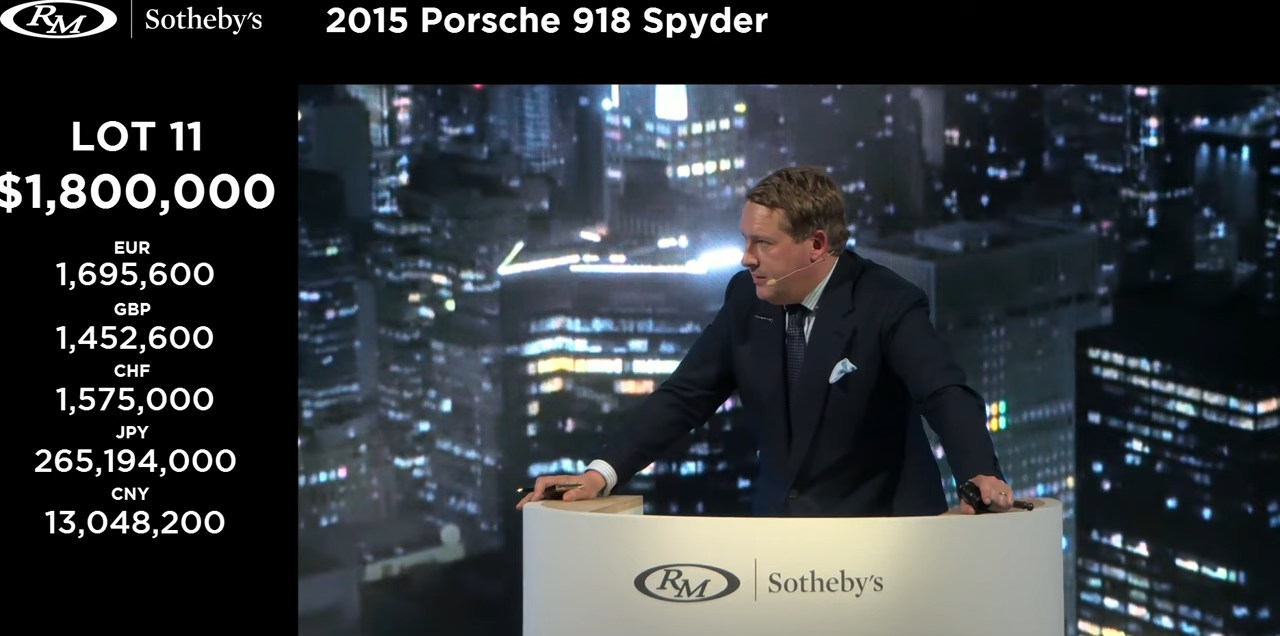 RM Sotheby's
2015 Porsche 918 Spyder
LOT 11
$1,800,000
EUR
1,695,600
GBP
1,452,600
CHF
1,575,000
JPY
265,194,000
CNY
13,048,200
RM Sotheby's